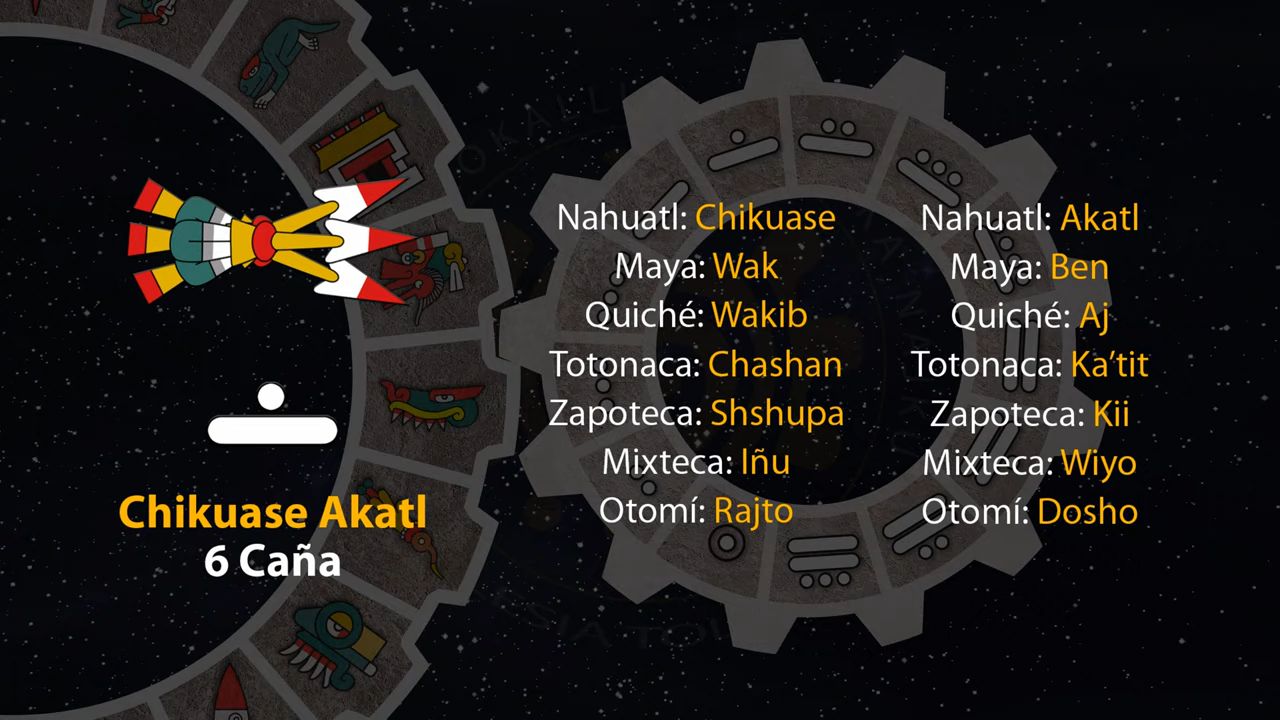 Chikuase Akatl
6 Caña
Nahuatl: Chikuase
Maya: Wak
Quiché: Wakib
Totonaca: Chashan
Zapoteca: Shshupa
Mixteca: Iñu
Otomí: Rajto
Nahuatl: Akatl
Maya: Ben
Quiché: Aj
Totonaca: Ka’tit
Zapoteca: Kii
Mixteca: Wiyo
Otomí: Dosho